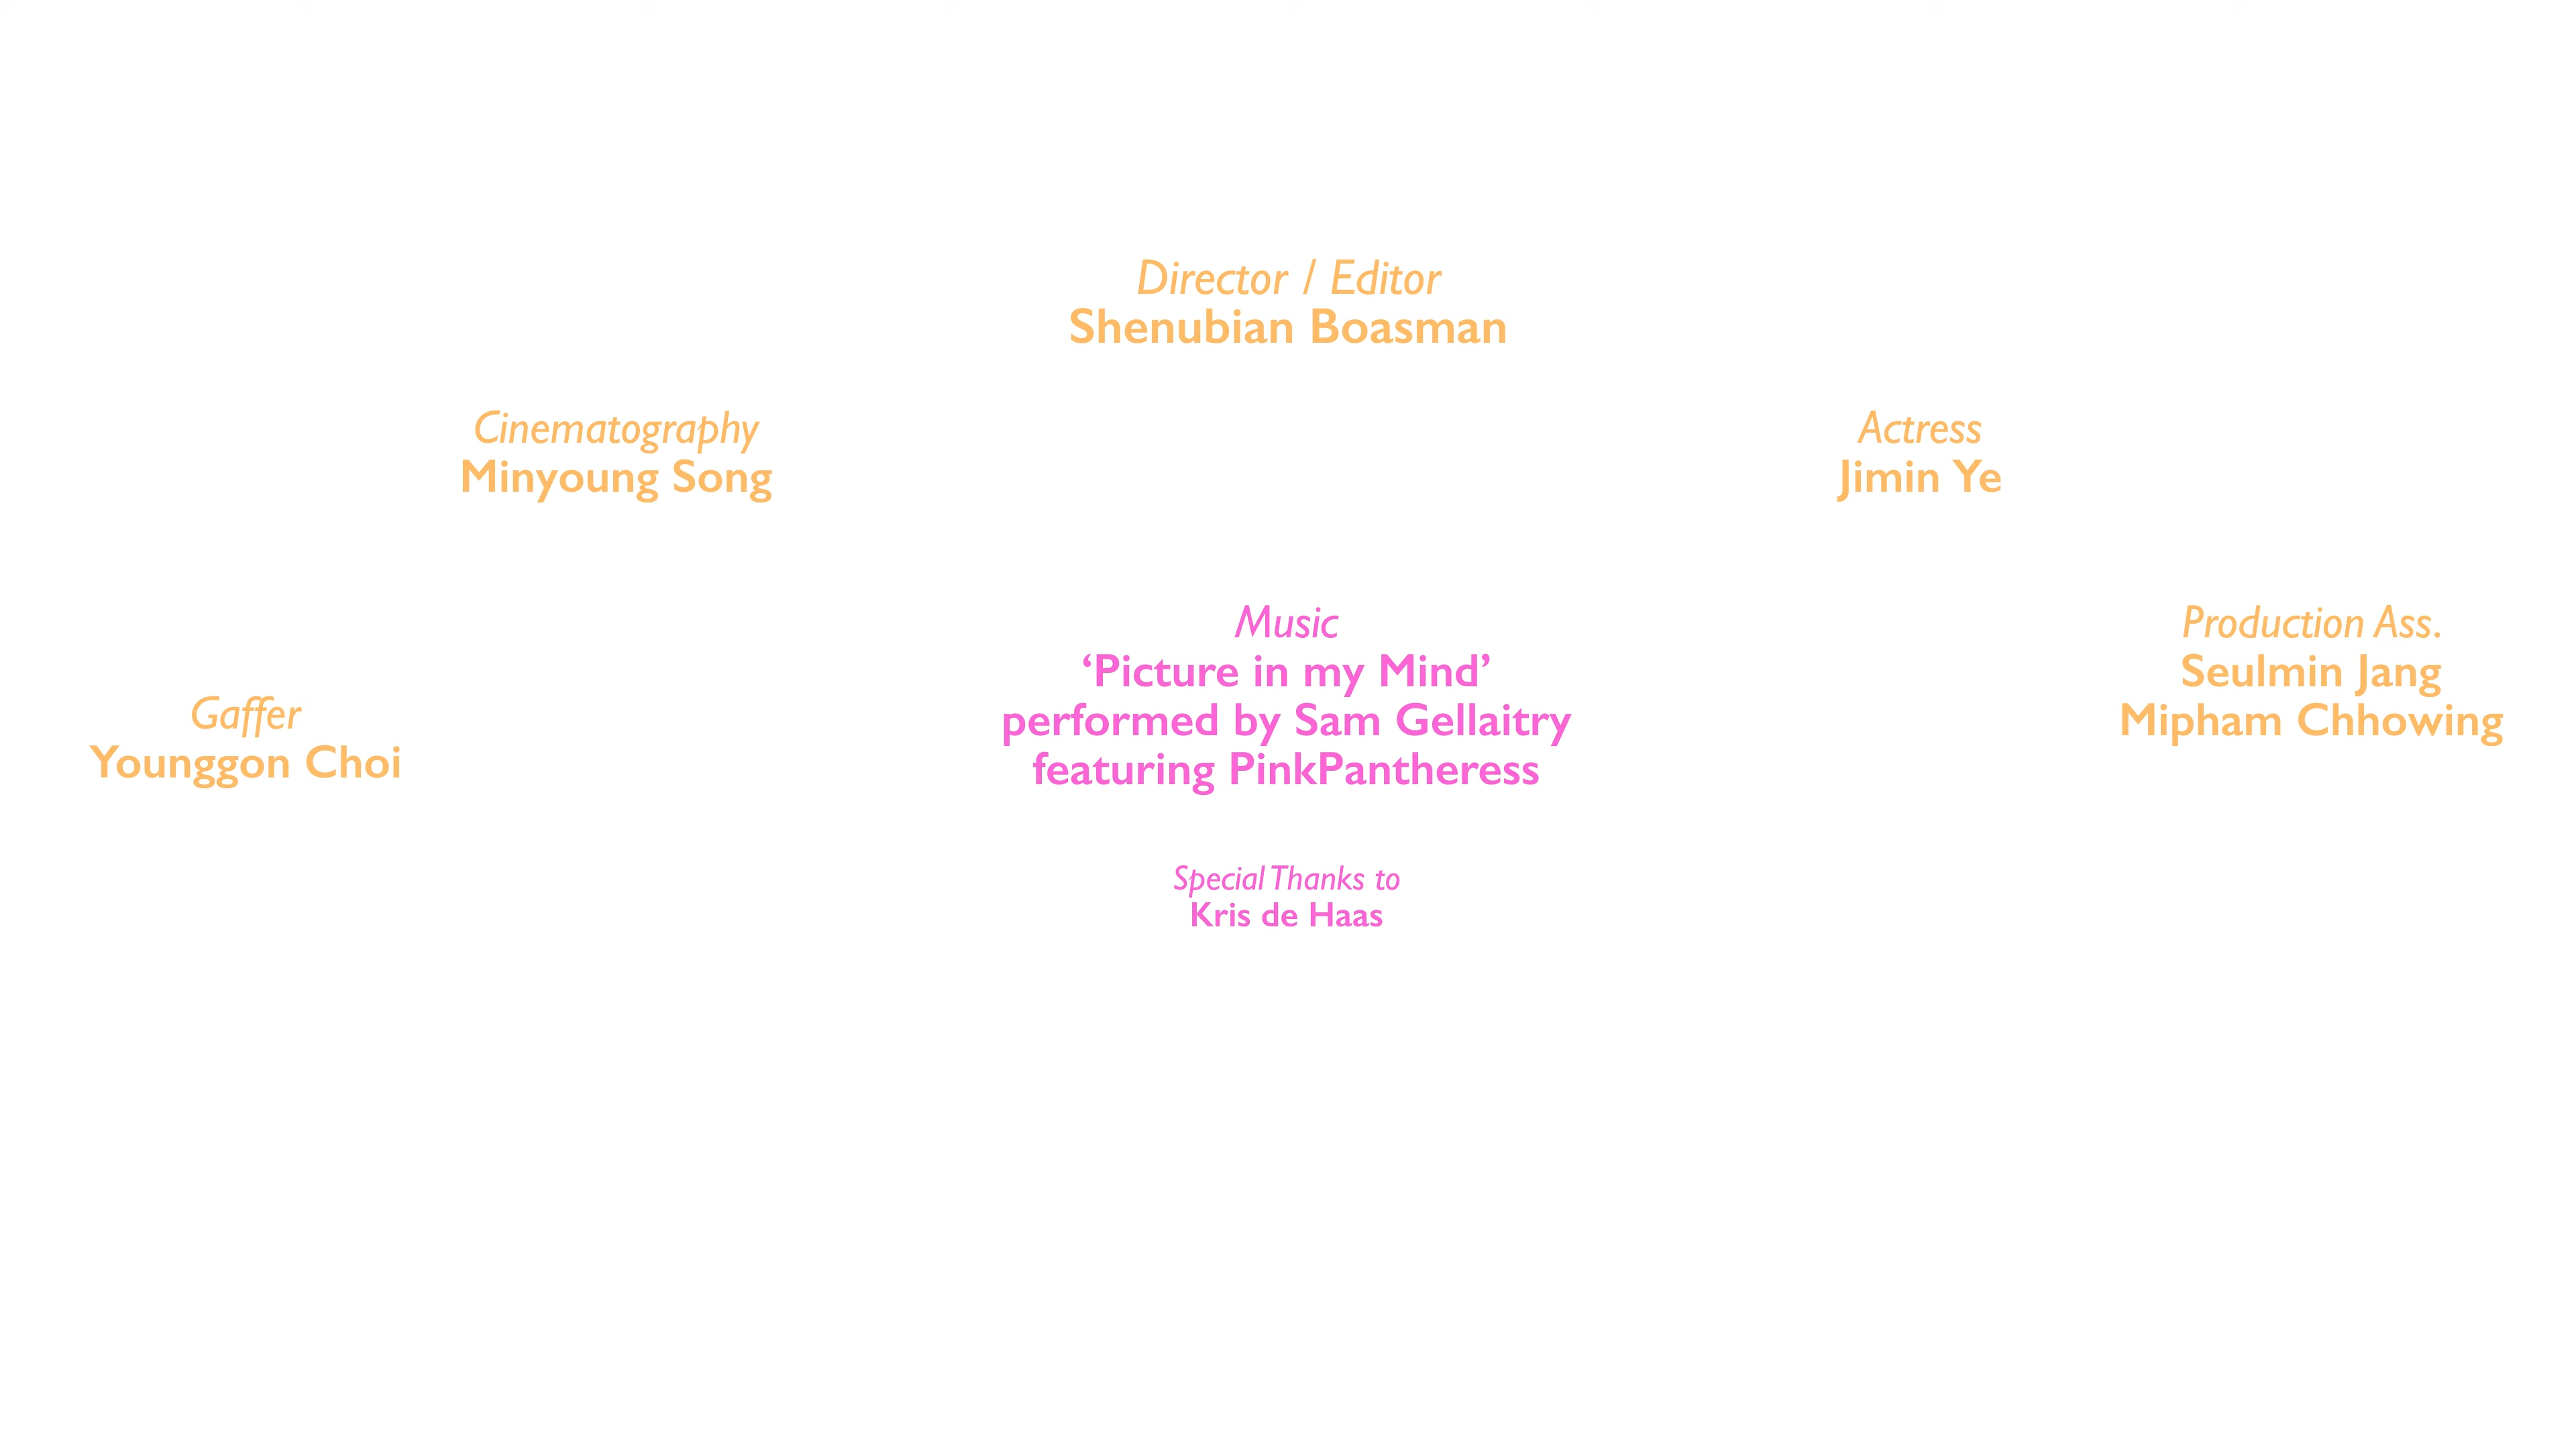 Director / Editor
Shenubian Boasman
Cinematography
Minyoung Song
Actress
Jimin Ye
Gaffer
Younggon Choi
Music
‘Picture in my Mind’
performed by Sam Gellaitry
featuring PinkPantheress
Production Ass.
Seulmin Jang
Mipham Chhowing
Special Thanks to
Kris de Haas